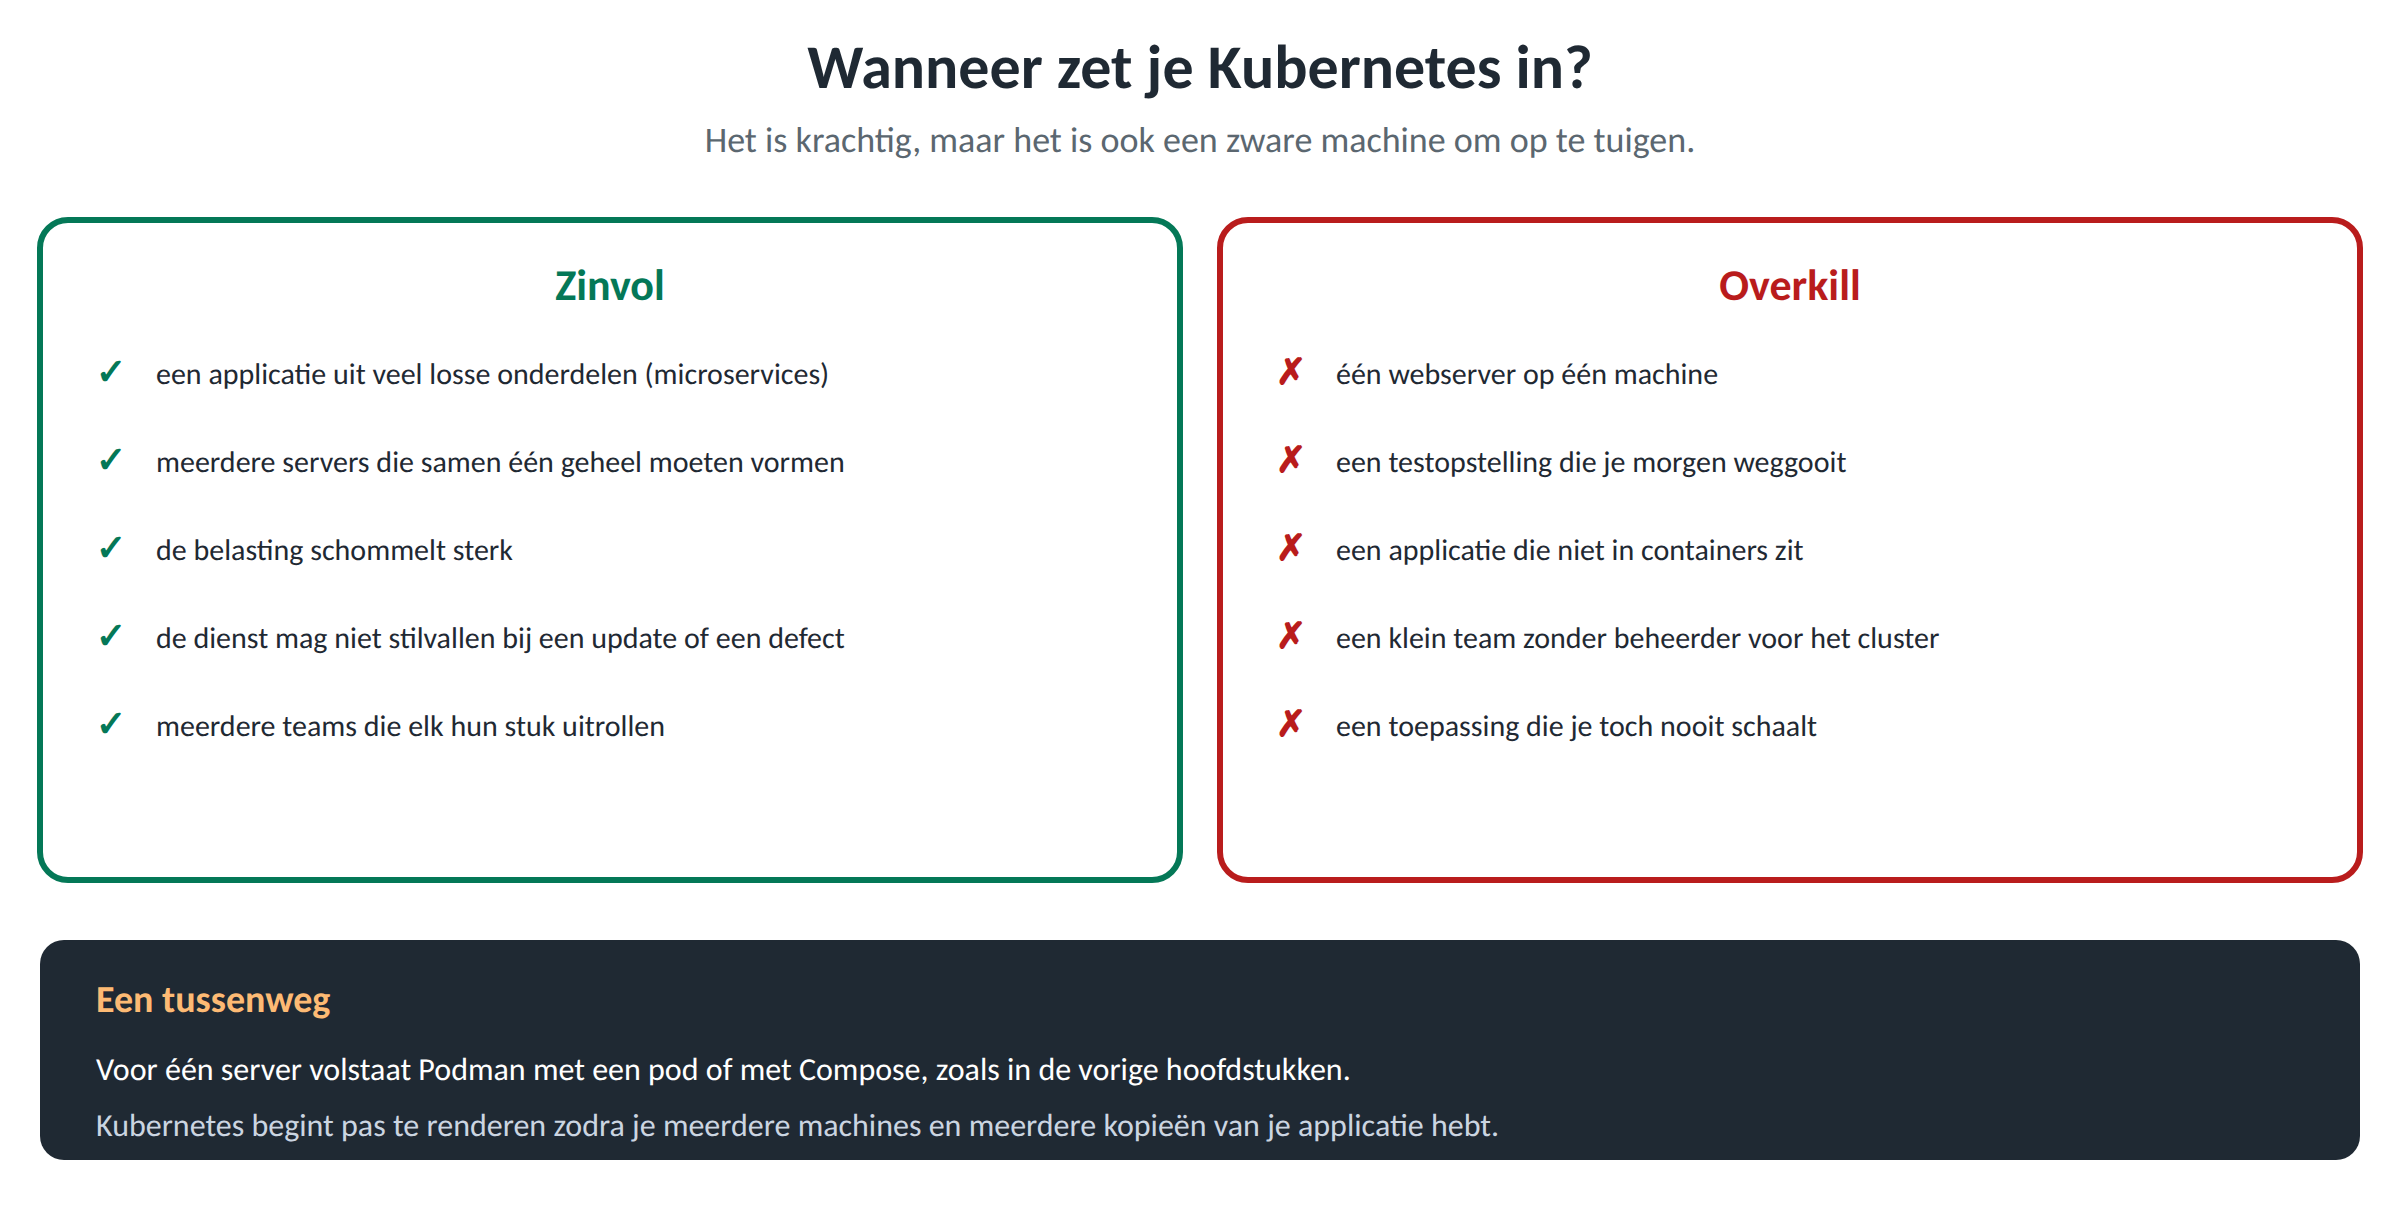 Wanneer zet je Kubernetes in?
Het is krachtig, maar het is ook een zware machine om op te tuigen.
Zinvol
✓ een applicatie uit veel losse onderdelen (microservices)
✓ meerdere servers die samen één geheel moeten vormen
✓ de belasting schommelt sterk
✓ de dienst mag niet stilvallen bij een update of een defect
✓ meerdere teams die elk hun stuk uitrollen
Overkill
✗ één webserver op één machine
✗ een testopstelling die je morgen weggooit
✗ een applicatie die niet in containers zit
✗ een klein team zonder beheerder voor het cluster
✗ een toepassing die je toch nooit schaalt
Een tussenweg
Voor één server volstaat Podman met een pod of met Compose, zoals in de vorige hoofdstukken.
Kubernetes begint pas te renderen zodra je meerdere machines en meerdere kopieën van je applicatie hebt.